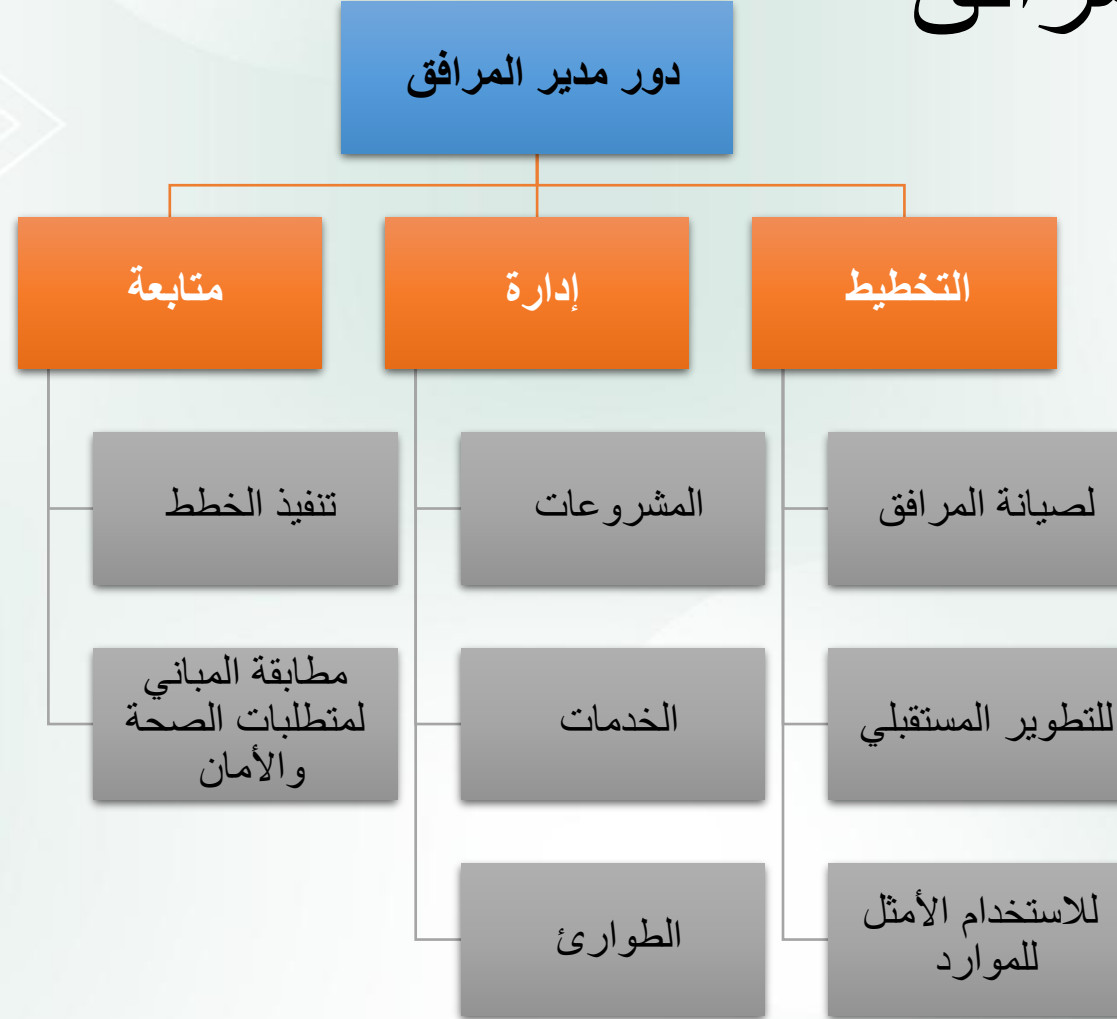 دور مدير المرافق
التخطيط
إدارة
متابعة
لصيانة المرافق
المشروعات
تنفيذ الخطط
للتطوير المستقبلي
الخدمات
مطابقة المباني
لمتطلبات الصحة
والأمان
للاستخدام الأمثل
للموارد
الطوارئ